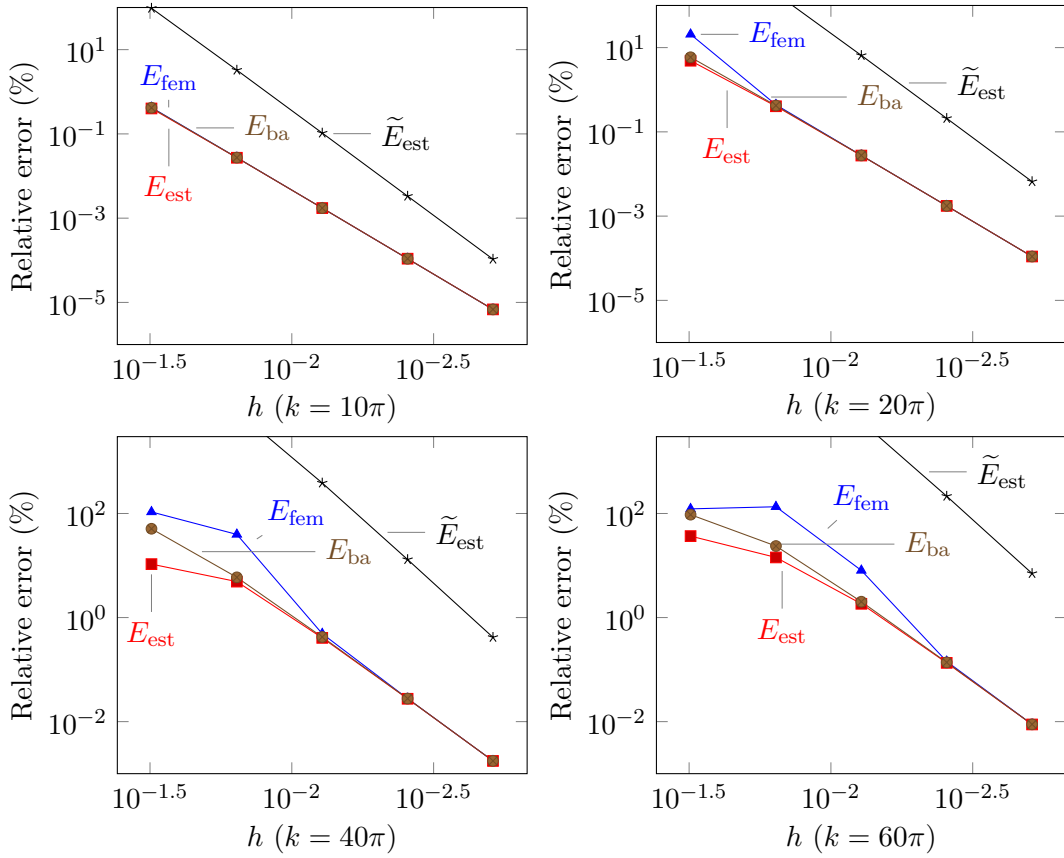 Relative error (%)
10^1
10^−1
10^−3
10^−5
E_fem
E_ba
Ẽ_est
E_est
10^−1.5 10^−2 10^−2.5
h (k = 10π)
Relative error (%)
10^1
10^−1
10^−3
10^−5
E_fem
Ẽ_est
E_ba
E_est
10^−1.5 10^−2 10^−2.5
h (k = 20π)
Relative error (%)
10^2
10^0
10^−2
E_fem
Ẽ_est
E_ba
E_est
10^−1.5 10^−2 10^−2.5
h (k = 40π)
Relative error (%)
10^2
10^0
10^−2
Ẽ_est
E_fem
E_ba
E_est
10^−1.5 10^−2 10^−2.5
h (k = 60π)